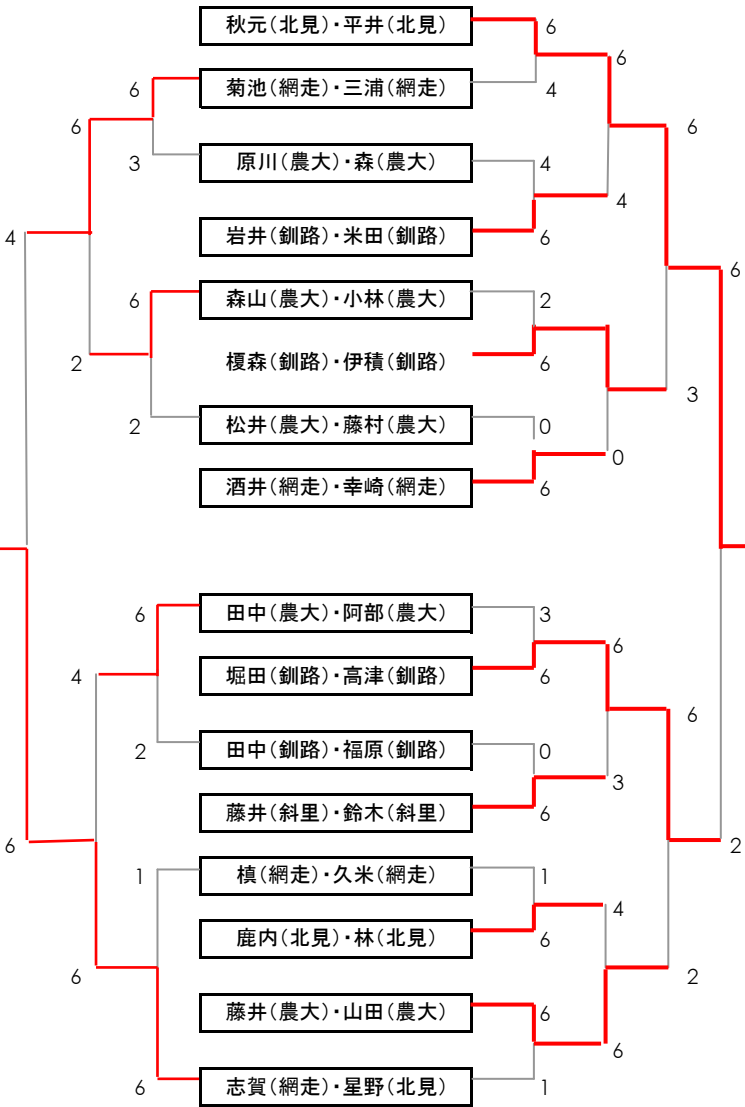 秋元(北見)・平井(北見)
6
6
菊池(網走)・三浦(網走)
6
4
6
6
3
原川(農大)・森(農大)
4
4
4
岩井(釧路)・米田(釧路)
6
6
6
森山(農大)・小林(農大)
2
2
榎森(釧路)・伊積(釧路)
6
3
2
松井(農大)・藤村(農大)
0
0
酒井(網走)・幸崎(網走)
6
6
田中(農大)・阿部(農大)
3
6
4
堀田(釧路)・高津(釧路)
6
6
2
田中(釧路)・福原(釧路)
0
3
藤井(斜里)・鈴木(斜里)
6
6
2
1
槙(網走)・久米(網走)
1
4
鹿内(北見)・林(北見)
6
6
2
藤井(農大)・山田(農大)
6
6
6
志賀(網走)・星野(北見)
1